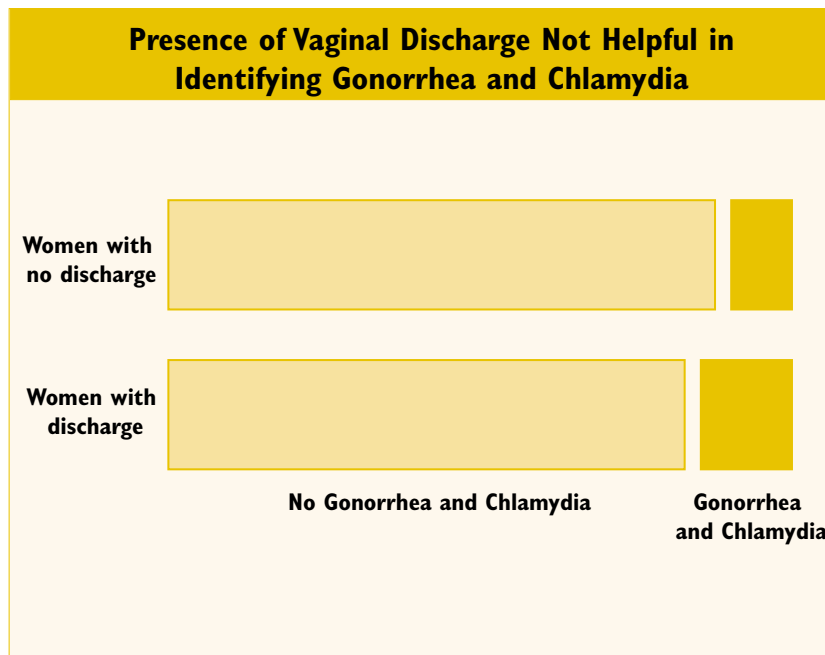 Presence of Vaginal Discharge Not Helpful in
Identifying Gonorrhea and Chlamydia
Women with
no discharge
Women with
discharge
No Gonorrhea and Chlamydia
Gonorrhea
and Chlamydia